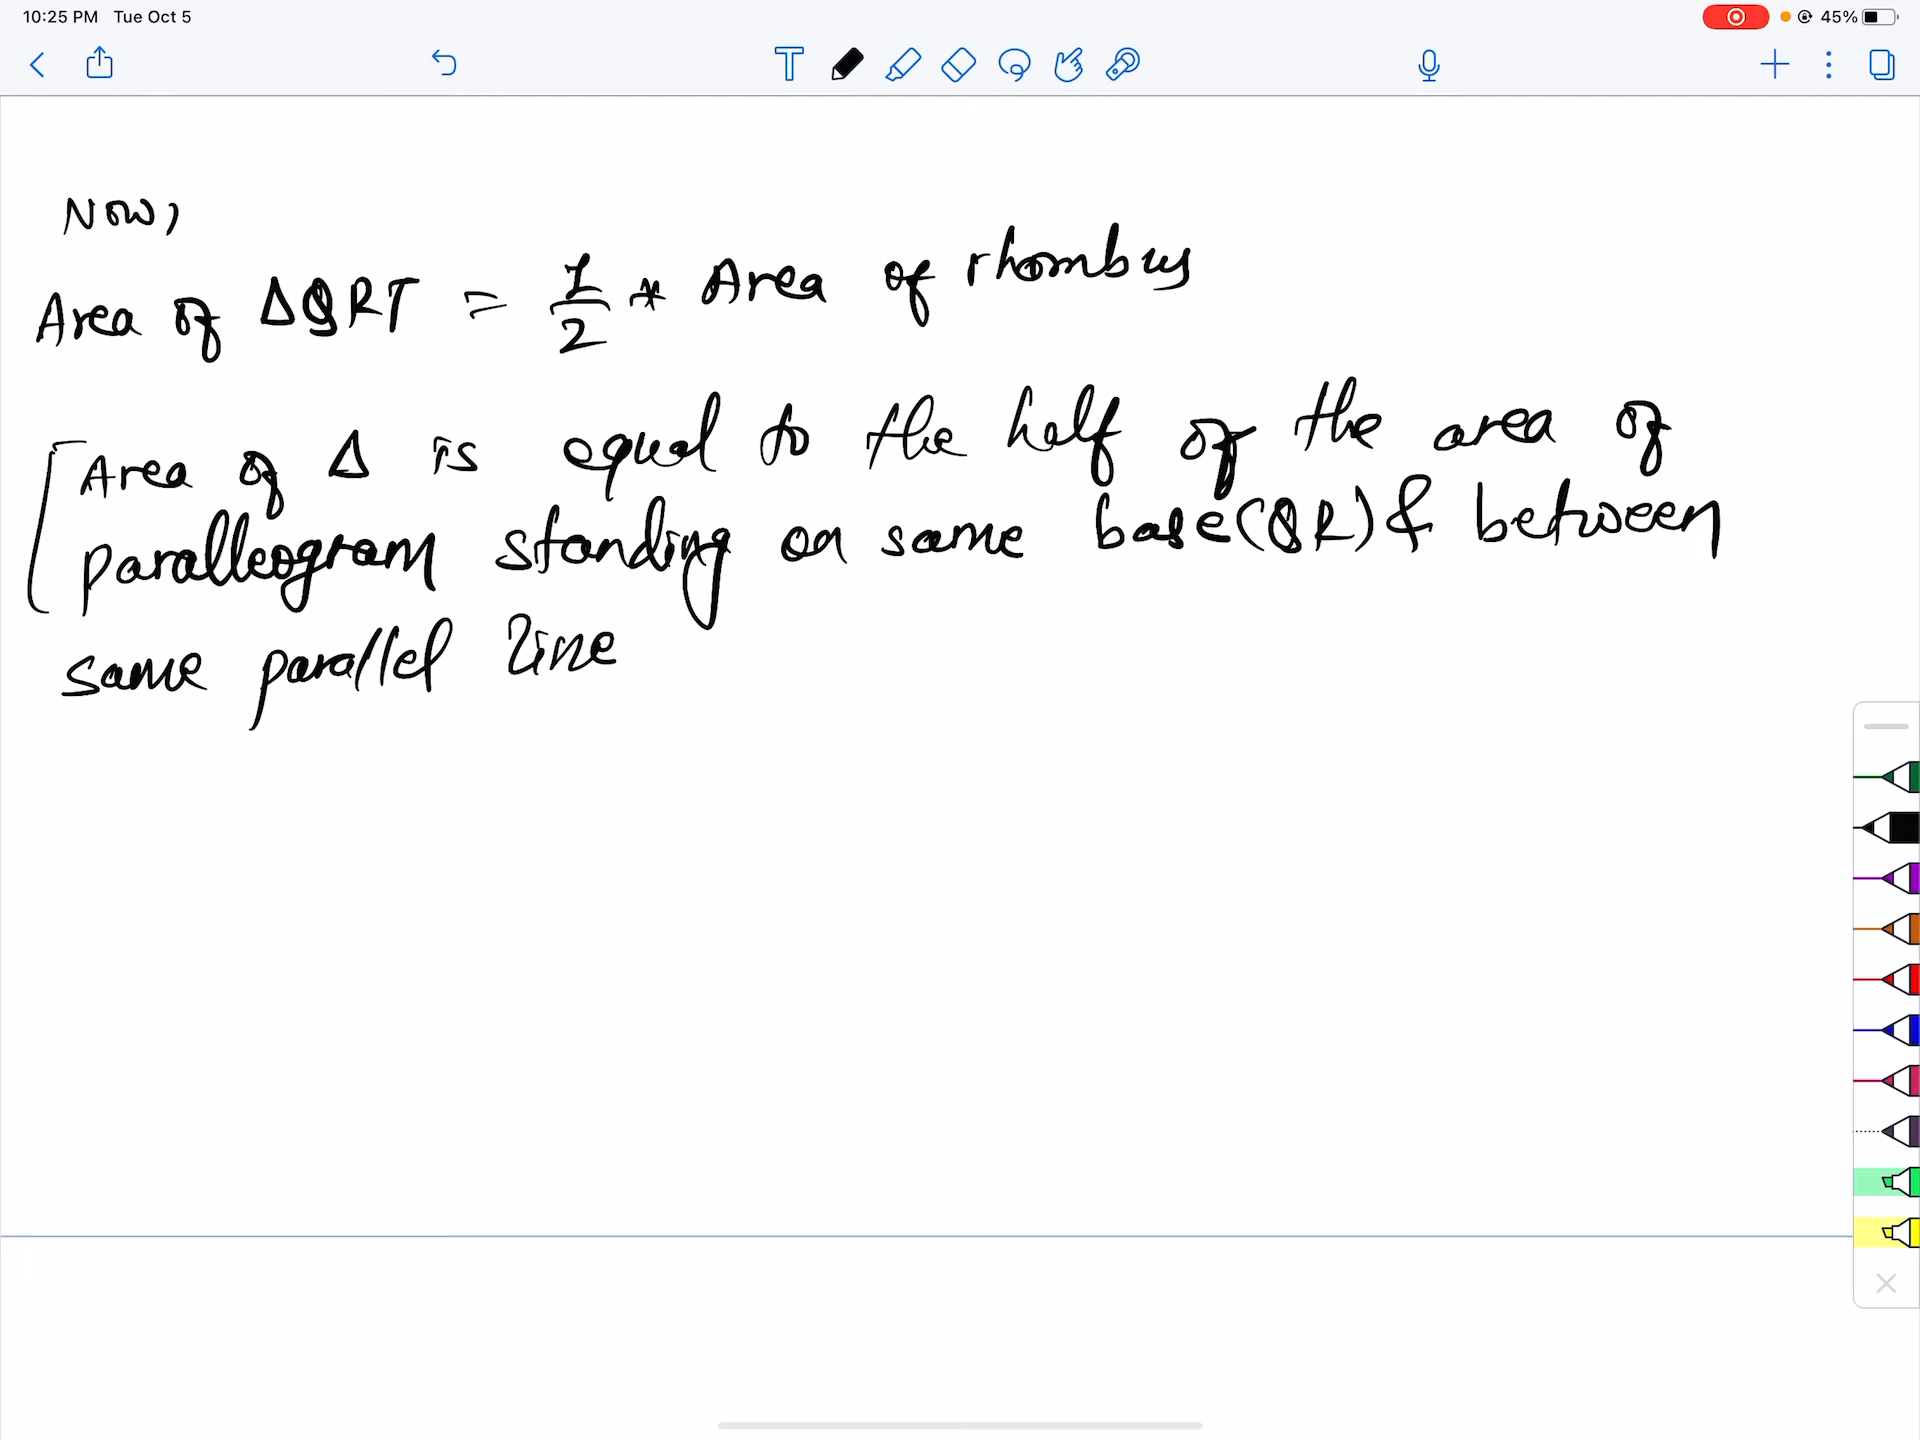 10:25 PM Tue Oct 5 45%
Now,
Area of ΔQRT = 1/2 * Area of rhombus
[Area of Δ is equal to the half of the area of
paralleogram standing on same base(QR) & between
same parallel line